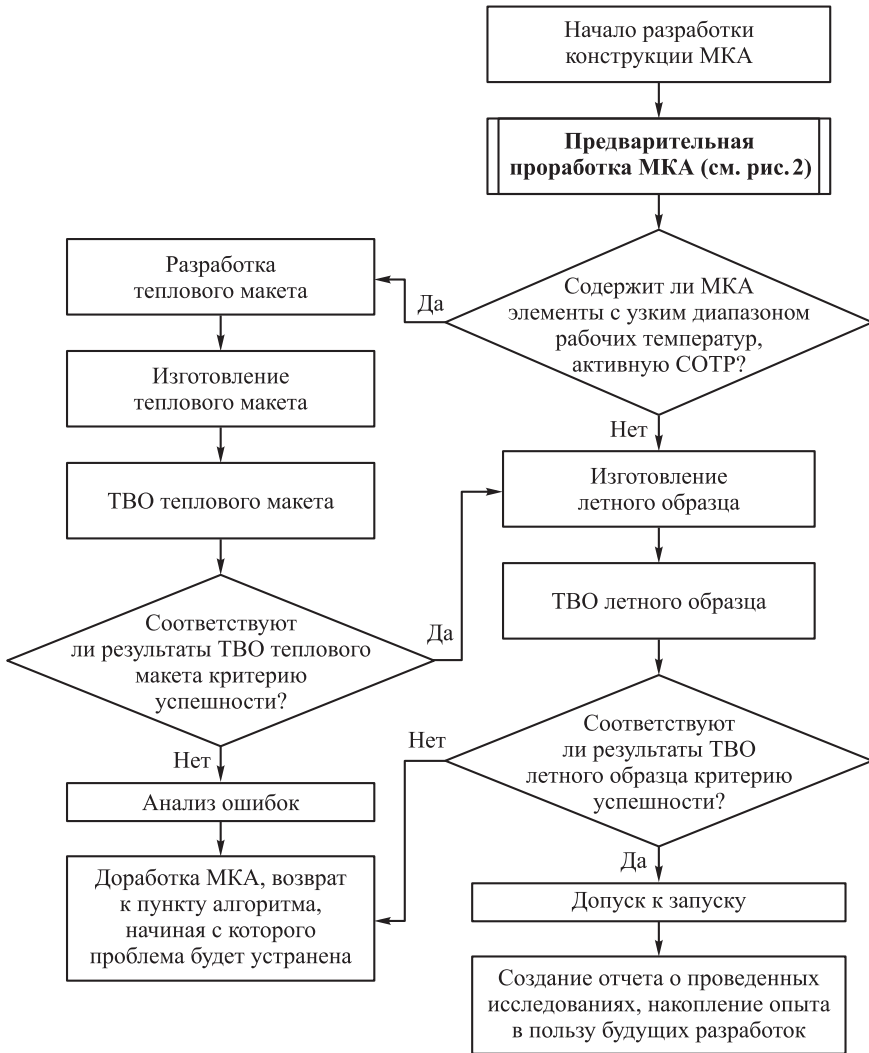 Начало разработки
конструкции МКА
Предварительная
проработка МКА (см. рис. 2)
Содержит ли МКА
элементы с узким диапазоном
рабочих температур,
активную СОТР?
Да
Нет
Разработка
теплового макета
Изготовление
теплового макета
ТВО теплового макета
Соответствуют
ли результаты ТВО теплового
макета критерию
успешности?
Да
Нет
Анализ ошибок
Доработка МКА, возврат
к пункту алгоритма,
начиная с которого
проблема будет устранена
Изготовление
летного образца
ТВО летного образца
Соответствуют
ли результаты ТВО
летного образца критерию
успешности?
Нет
Да
Допуск к запуску
Создание отчета о проведенных
исследованиях, накопление опыта
в пользу будущих разработок